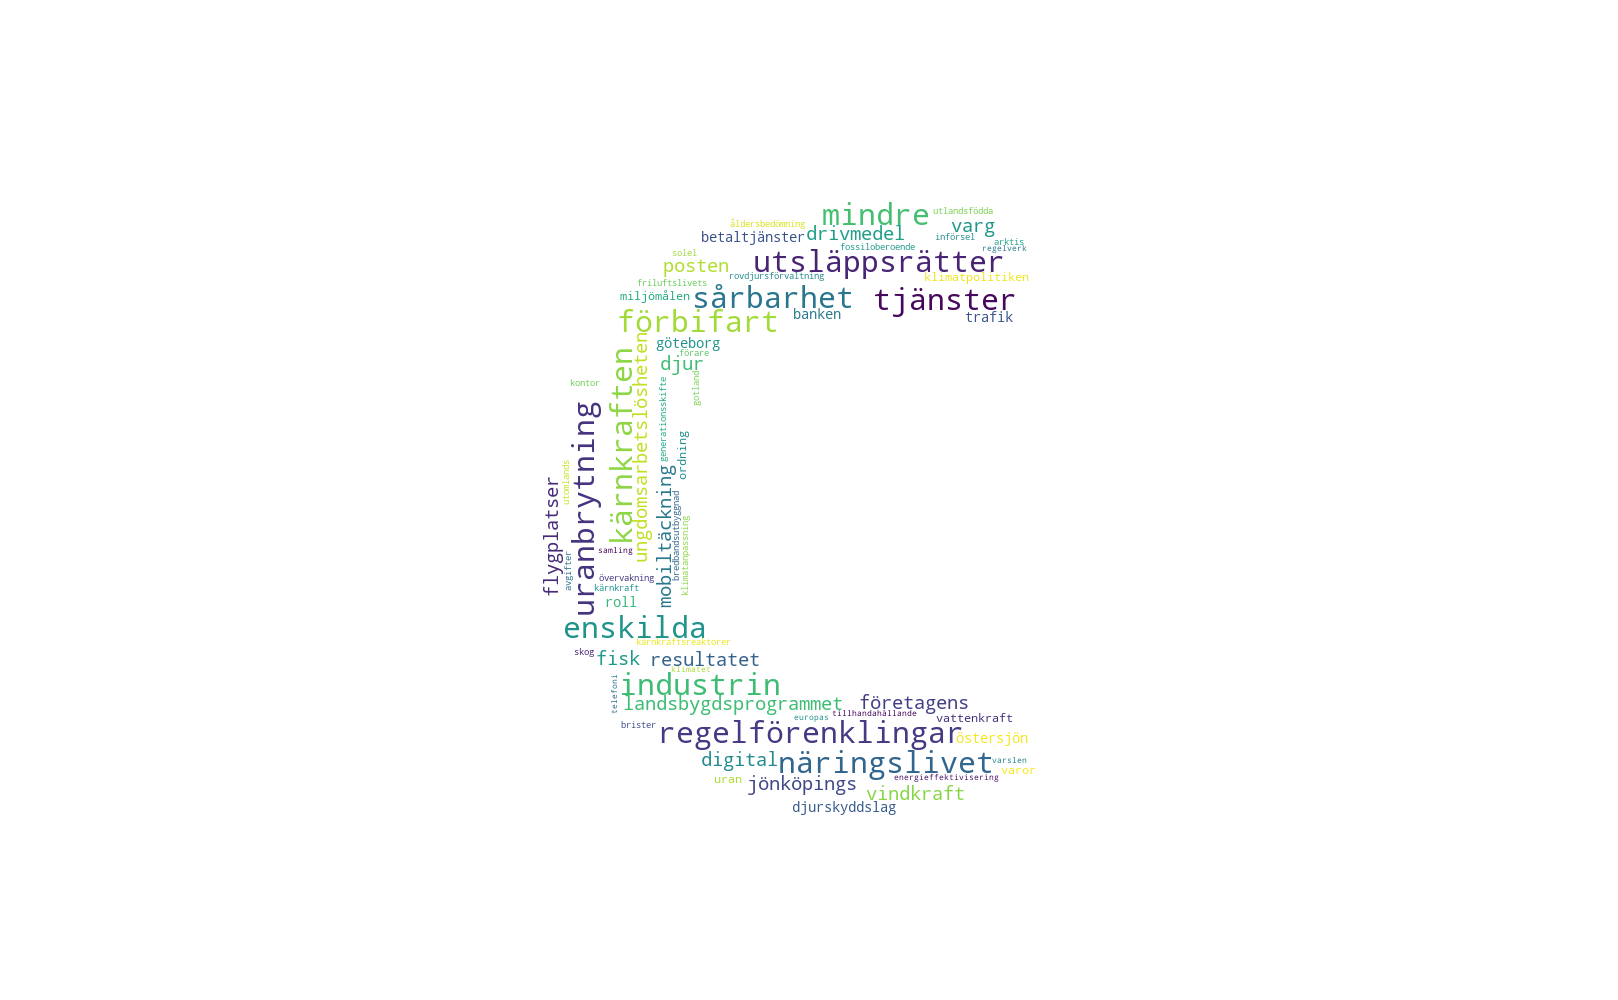 mindre
utlandsfödda
åldersbedömning
varg
drivmedel
betaltjänster
införsel
arktis
fossiloberoende
regelverk
solel
utsläppsrätter
posten
rovdjursförvaltning
klimatpolitiken
friluftslivets
miljömålen
sårbarhet
tjänster
banken
trafik
förbifart
göteborg
förare
djur
kontor
kärnkraften
ungdomsarbetslösheten
generationsskifte
gotland
uranbrytning
ordning
utomlands
flygplatser
mobiltäckning
bredbandsutbyggnad
klimatanpassning
samling
avgifter
övervakning
kärnkraft
roll
enskilda
kärnkraftsreaktorer
skog
fisk
resultatet
klimatet
telefoni
industrin
landsbygdsprogrammet
företagens
tillhandahållande
europas
vattenkraft
brister
regelförenklingar
östersjön
digital
näringslivet
varslen
varor
uran
energieffektivisering
jönköpings
vindkraft
djurskyddslag